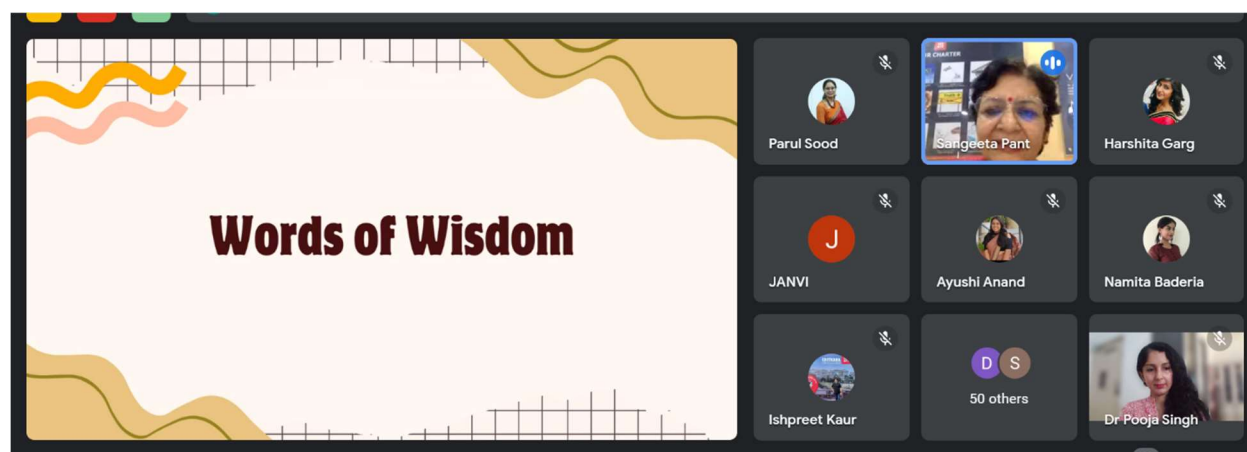 Words of Wisdom
Parul Sood
Sangeeta Pant
Harshita Garg
J
JANVI
Ayushi Anand
Namita Baderia
Ishpreet Kaur
D S
50 others
Dr Pooja Singh